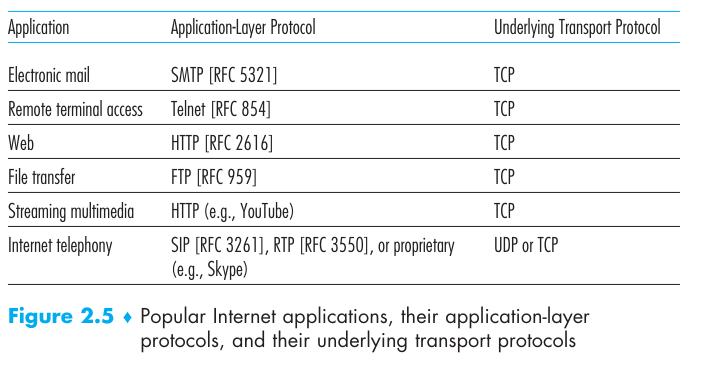 Application Application-Layer Protocol Underlying Transport Protocol
Electronic mail SMTP [RFC 5321] TCP
Remote terminal access Telnet [RFC 854] TCP
Web HTTP [RFC 2616] TCP
File transfer FTP [RFC 959] TCP
Streaming multimedia HTTP (e.g., YouTube) TCP
Internet telephony SIP [RFC 3261], RTP [RFC 3550], or proprietary UDP or TCP
(e.g., Skype)
Figure 2.5 ♦ Popular Internet applications, their application-layer
protocols, and their underlying transport protocols